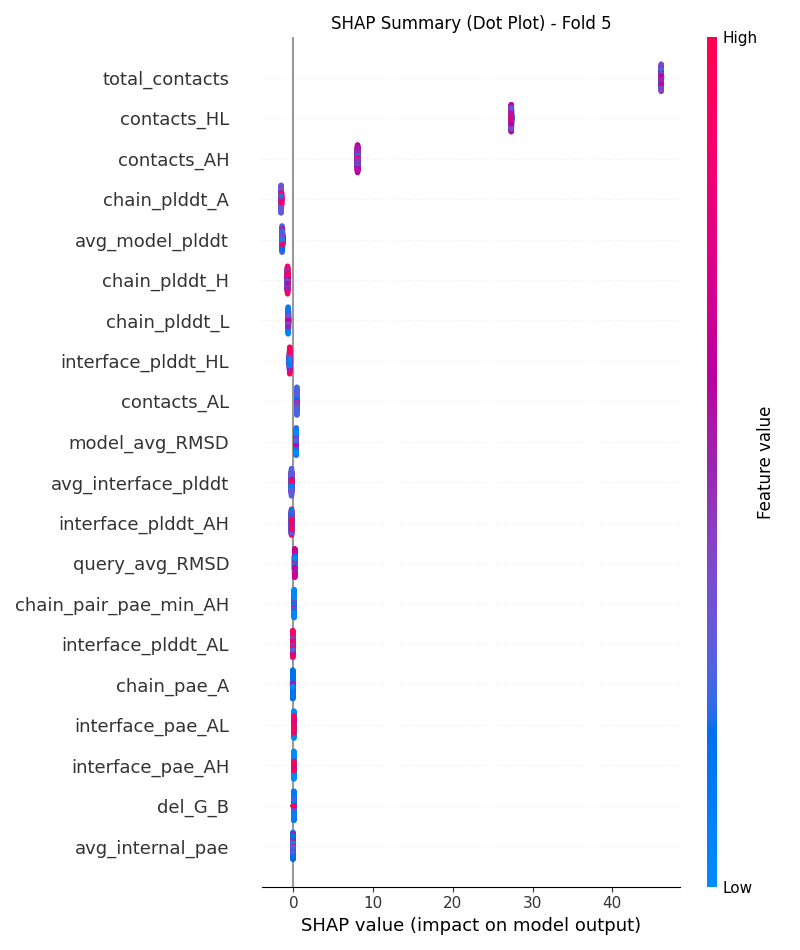 SHAP Summary (Dot Plot) - Fold 5
High
total_contacts
contacts_HL
contacts_AH
chain_plddt_A
avg_model_plddt
chain_plddt_H
chain_plddt_L
interface_plddt_HL
contacts_AL
model_avg_RMSD
avg_interface_plddt
interface_plddt_AH
query_avg_RMSD
chain_pair_pae_min_AH
interface_plddt_AL
chain_pae_A
interface_pae_AL
interface_pae_AH
del_G_B
avg_internal_pae
Feature value
Low
0 10 20 30 40
SHAP value (impact on model output)